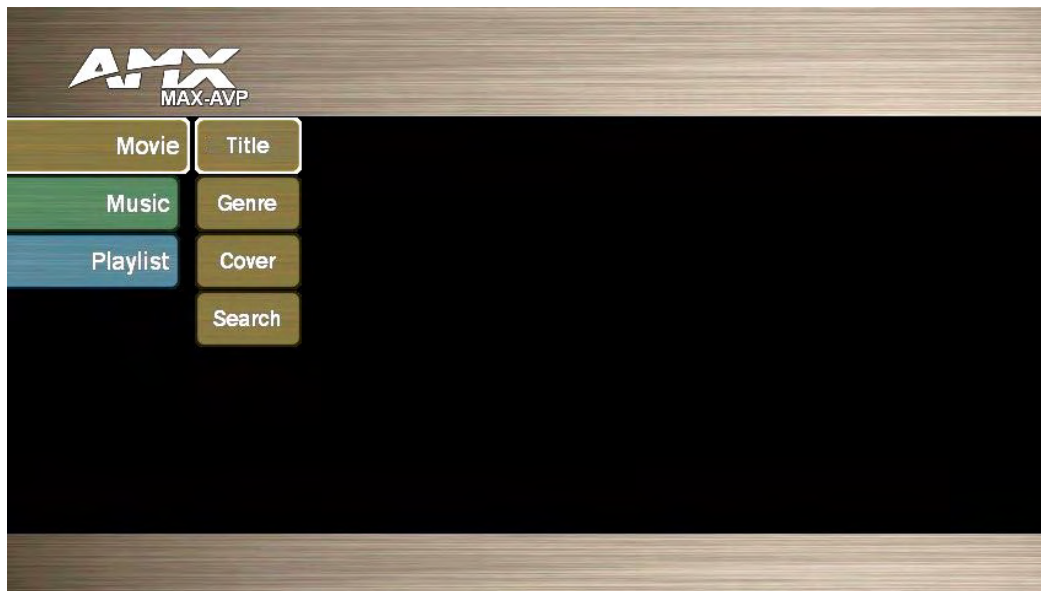 AMX
MAX-AVP
Movie
Title
Music
Genre
Playlist
Cover
Search